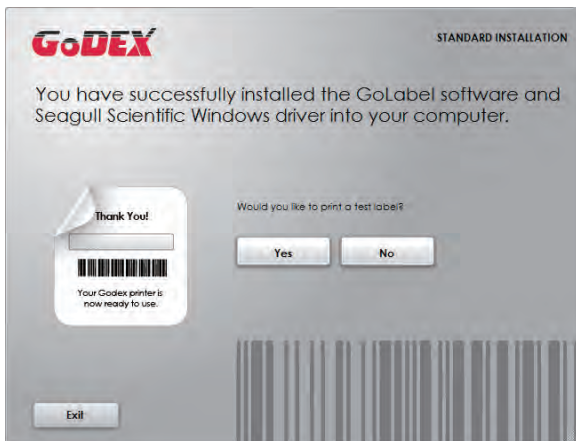 GoDEX
STANDARD INSTALLATION
You have successfully installed the GoLabel software and
Seagull Scientific Windows driver into your computer.
Thank You!
Your Godex printer is
now ready to use.
Would you like to print a test label?
Yes
No
Exit